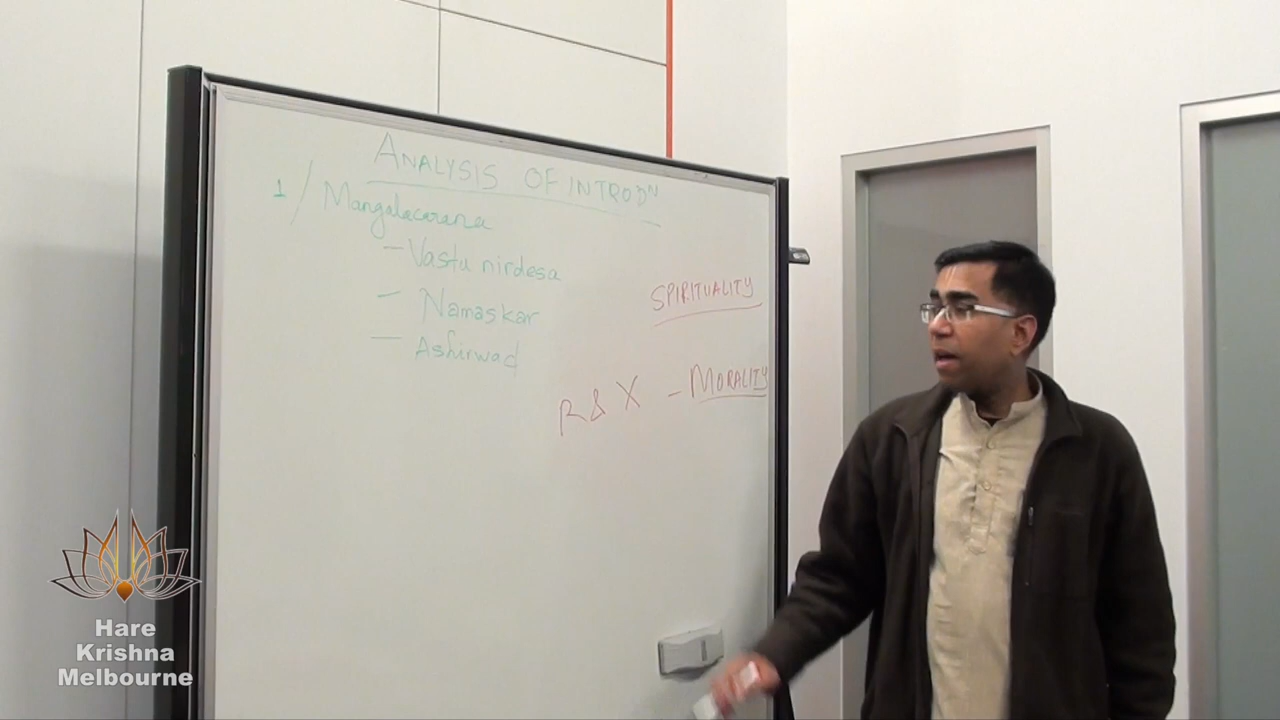 ANALYSIS OF INTRODN
1/ Mangalacarana
- Vastu nirdesa
- Namaskar
- Ashirwad
SPIRITUALITY
R & X - MORALITY
Hare
Krishna
Melbourne